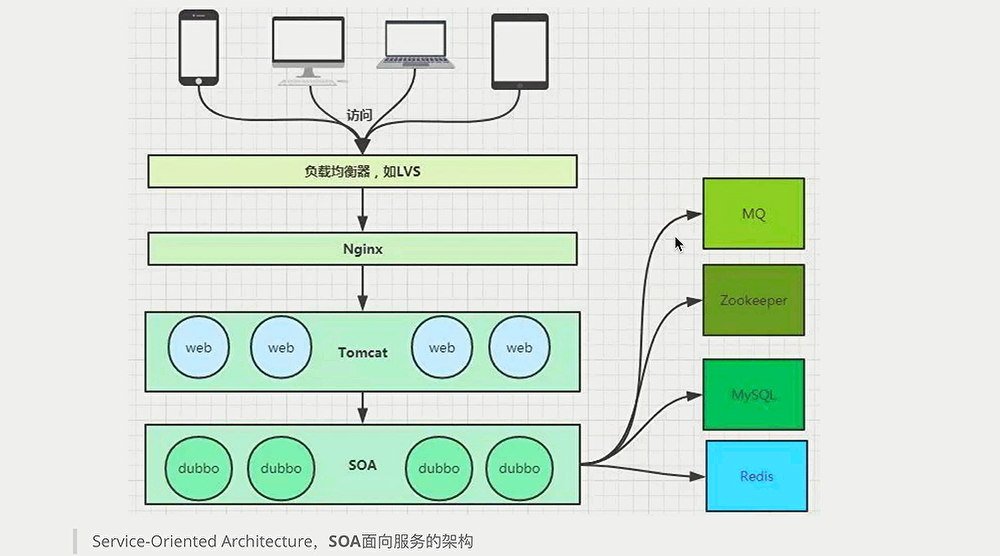 访问
负载均衡器，如LVS
Nginx
web
web
Tomcat
web
web
dubbo
dubbo
SOA
dubbo
dubbo
MQ
Zookeeper
MySQL
Redis
Service-Oriented Architecture，SOA面向服务的架构